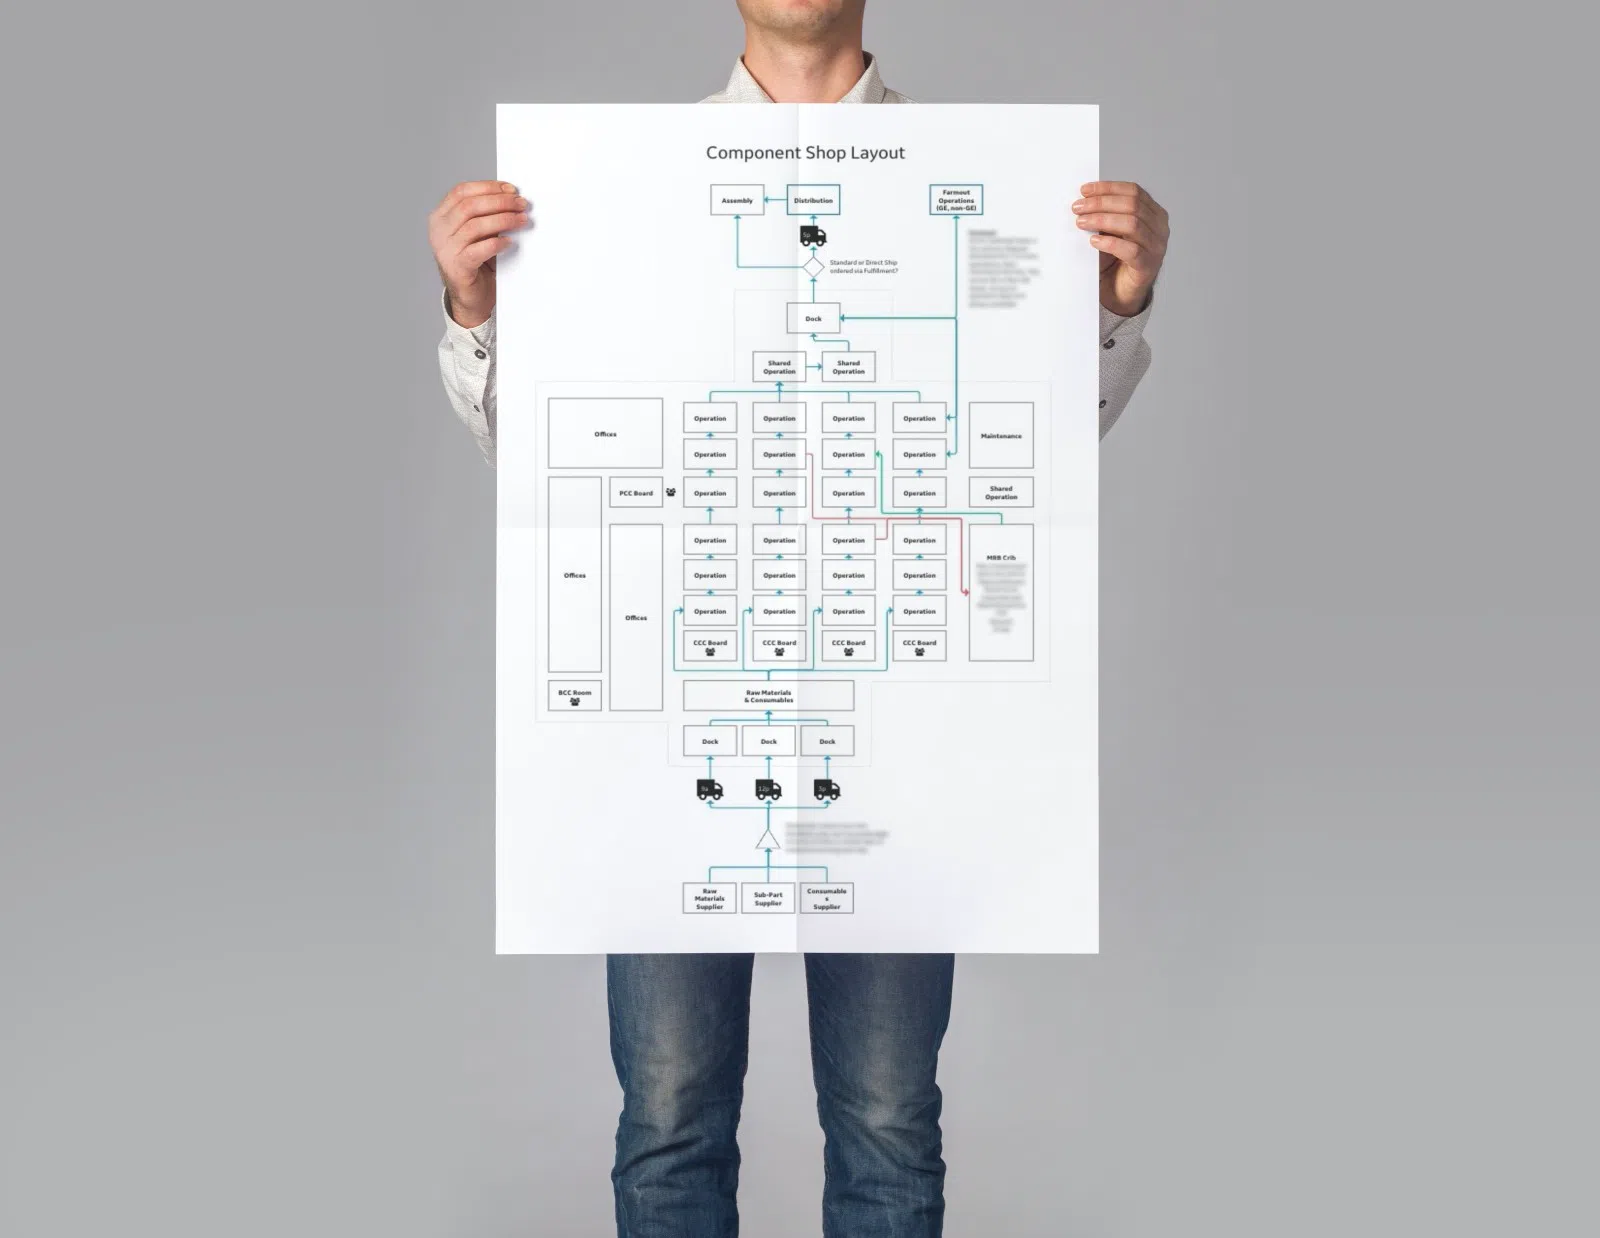 Component Shop Layout
Assembly
Distribution
Farmout
Operations
(GE, non-GE)
5p
Standard or Direct Ship
ordered via Fulfillment?
Dock
Shared
Operation
Shared
Operation
Offices
Operation
Operation
Operation
Operation
Maintenance
Operation
Operation
Operation
Operation
PCC Board
Operation
Operation
Operation
Operation
Shared
Operation
Offices
Offices
Operation
Operation
Operation
Operation
MRB Crib
Operation
Operation
Operation
Operation
Operation
Operation
Operation
Operation
CCC Board
CCC Board
CCC Board
CCC Board
BCC Room
Raw Materials
& Consumables
Dock
Dock
Dock
8a
12p
3p
Raw
Materials
Supplier
Sub-Part
Supplier
Consumable
s
Supplier